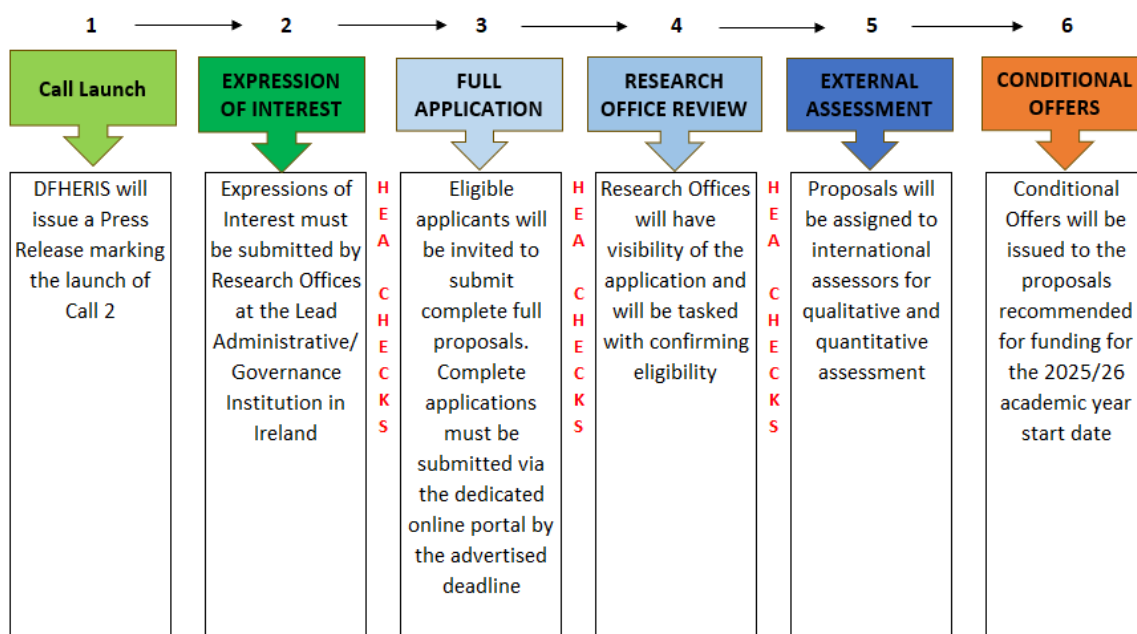 1 2 3 4 5 6
Call Launch
DFHERIS will
issue a Press
Release marking
the launch of
Call 2
EXPRESSION
OF INTEREST
Expressions of
Interest must
be submitted by
Research Offices
at the Lead
Administrative/
Governance
Institution in
Ireland
HEA CHECKS
FULL
APPLICATION
Eligible
applicants will
be invited to
submit
complete full
proposals.
Complete
applications
must be
submitted via
the dedicated
online portal by
the advertised
deadline
HEA CHECKS
RESEARCH
OFFICE REVIEW
Research Offices
will have
visibility of the
application and
will be tasked
with confirming
eligibility
HEA CHECKS
EXTERNAL
ASSESSMENT
Proposals will
be assigned to
international
assessors for
qualitative and
quantitative
assessment
CONDITIONAL
OFFERS
Conditional
Offers will be
issued to the
proposals
recommended
for funding for
the 2025/26
academic year
start date